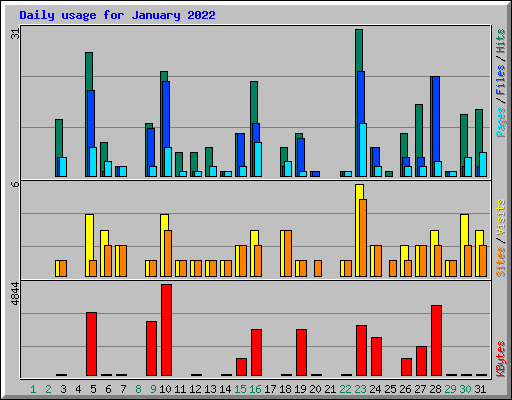 Daily usage for January 2022
31
6
4844
Pages / Files / Hits
Sites / Visits
KBytes
1 2 3 4 5 6 7 8 9 10 11 12 13 14 15 16 17 18 19 20 21 22 23 24 25 26 27 28 29 30 31